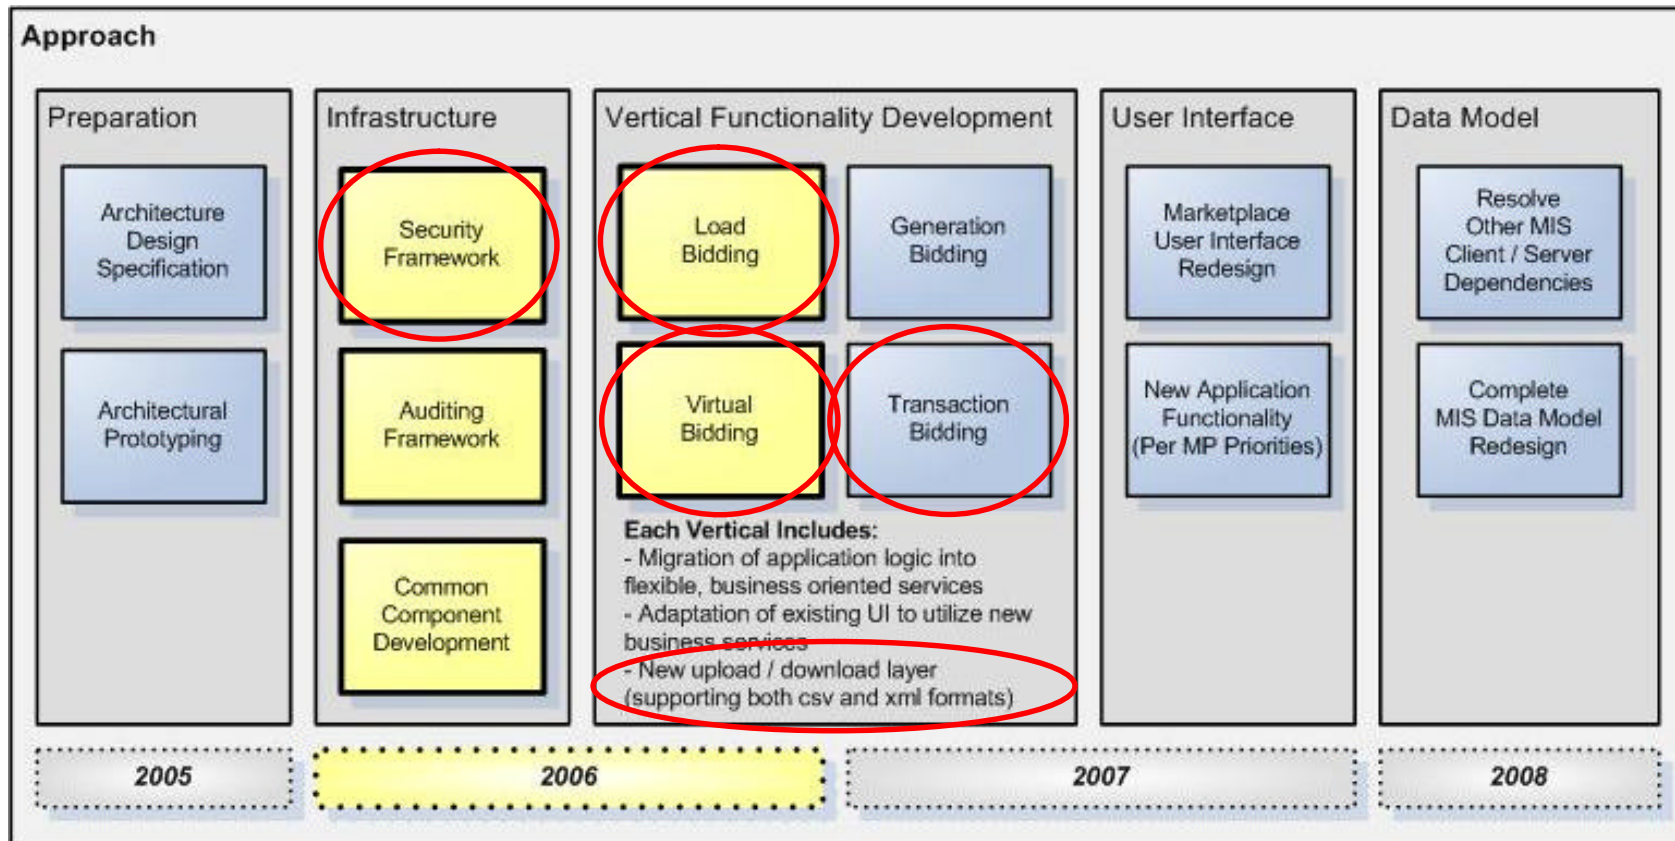 Approach
Preparation
Architecture
Design
Specification
Architectural
Prototyping
Infrastructure
Security
Framework
Auditing
Framework
Common
Component
Development
Vertical Functionality Development
Load
Bidding
Generation
Bidding
Virtual
Bidding
Transaction
Bidding
Each Vertical Includes:
- Migration of application logic into
flexible, business oriented services
- Adaptation of existing UI to utilize new
business services
- New upload / download layer
(supporting both csv and xml formats)
User Interface
Marketplace
User Interface
Redesign
New Application
Functionality
(Per MP Priorities)
Data Model
Resolve
Other MIS
Client / Server
Dependencies
Complete
MIS Data Model
Redesign
2005
2006
2007
2008